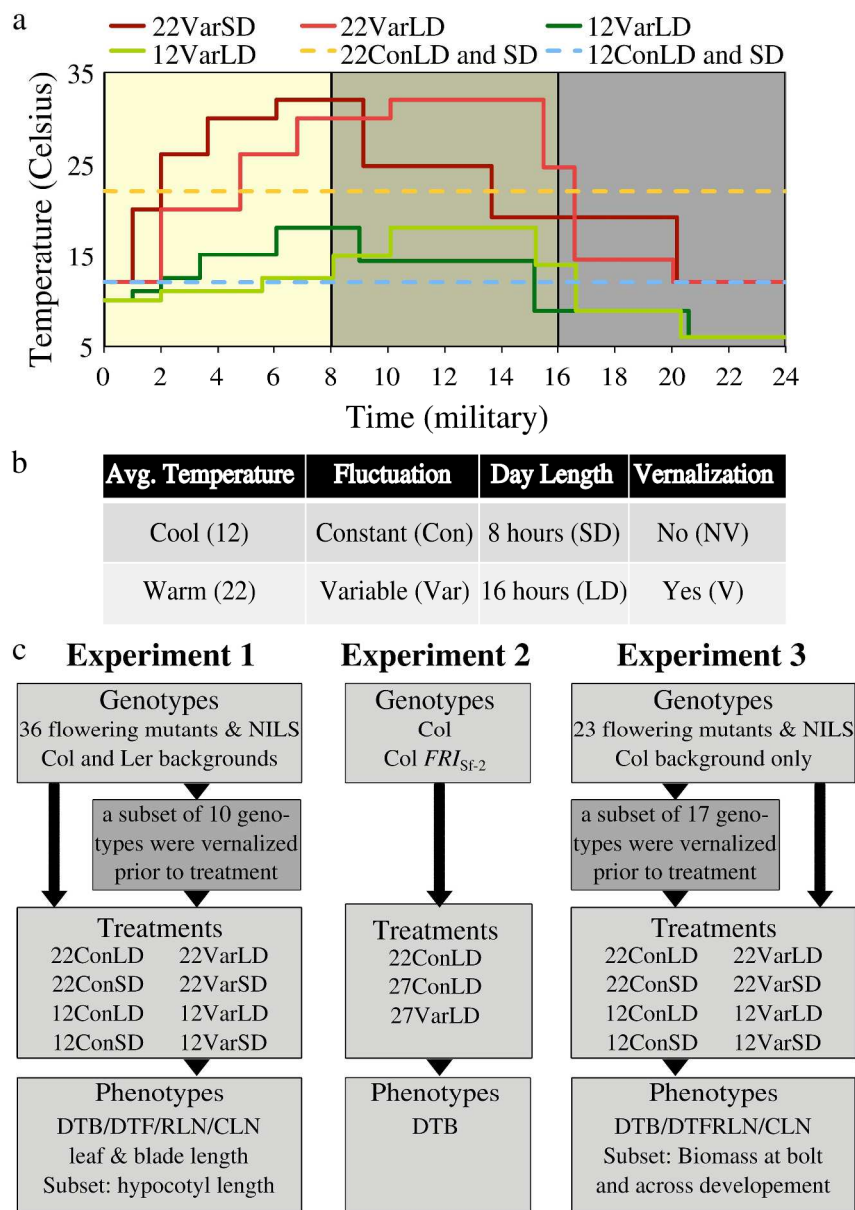 a
22VarSD 22VarLD 12VarLD
12VarLD 22ConLD and SD 12ConLD and SD
Temperature (Celsius)
35
25
15
5
0 2 4 6 8 10 12 14 16 18 20 22 24
Time (military)
b
Avg. Temperature Fluctuation Day Length Vernalization
Cool (12) Constant (Con) 8 hours (SD) No (NV)
Warm (22) Variable (Var) 16 hours (LD) Yes (V)
c
Experiment 1
Genotypes
36 flowering mutants & NILS
Col and Ler backgrounds
a subset of 10 geno-
types were vernalized
prior to treatment
Treatments
22ConLD 22VarLD
22ConSD 22VarSD
12ConLD 12VarLD
12ConSD 12VarSD
Phenotypes
DTB/DTF/RLN/CLN
leaf & blade length
Subset: hypocotyl length
Experiment 2
Genotypes
Col
Col FRISf-2
Treatments
22ConLD
27ConLD
27VarLD
Phenotypes
DTB
Experiment 3
Genotypes
23 flowering mutants & NILS
Col background only
a subset of 17 geno-
types were vernalized
prior to treatment
Treatments
22ConLD 22VarLD
22ConSD 22VarSD
12ConLD 12VarLD
12ConSD 12VarSD
Phenotypes
DTB/DTFRLN/CLN
Subset: Biomass at bolt
and across developement